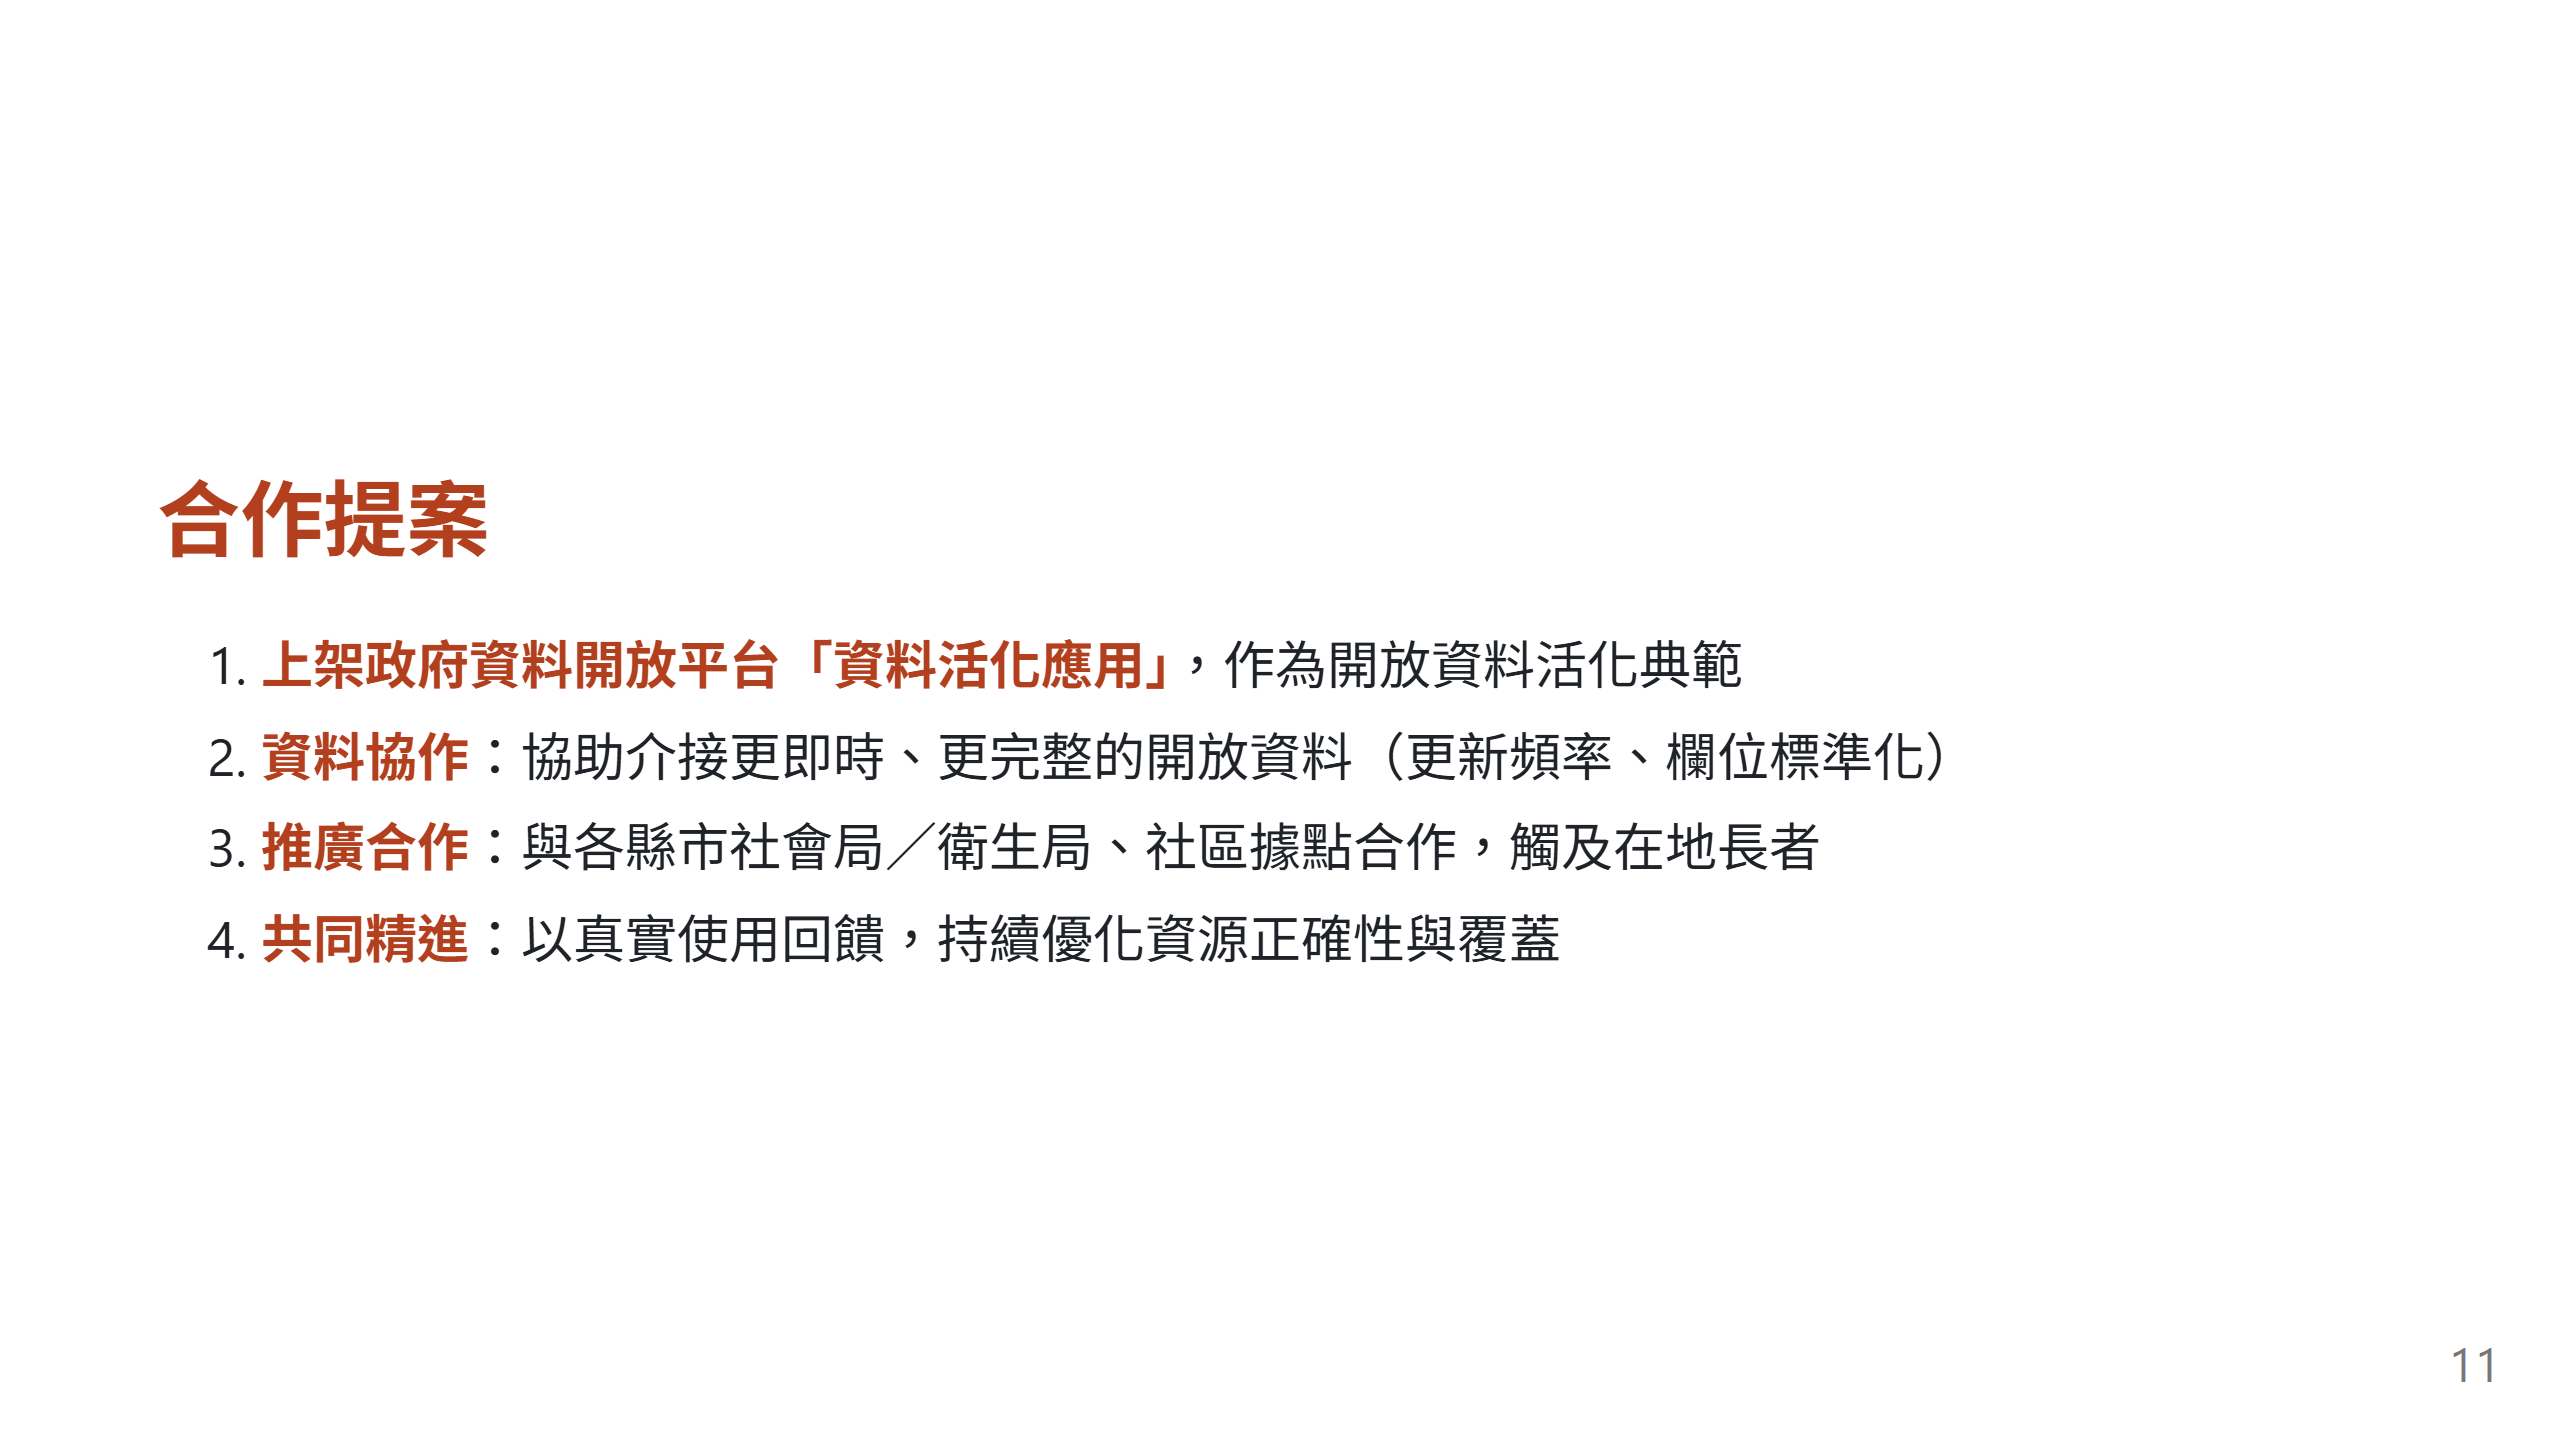 合作提案
1. 上架政府資料開放平台「資料活化應用」，作為開放資料活化典範
2. 資料協作：協助介接更即時、更完整的開放資料（更新頻率、欄位標準化）
3. 推廣合作：與各縣市社會局／衛生局、社區據點合作，觸及在地長者
4. 共同精進：以真實使用回饋，持續優化資源正確性與覆蓋
11